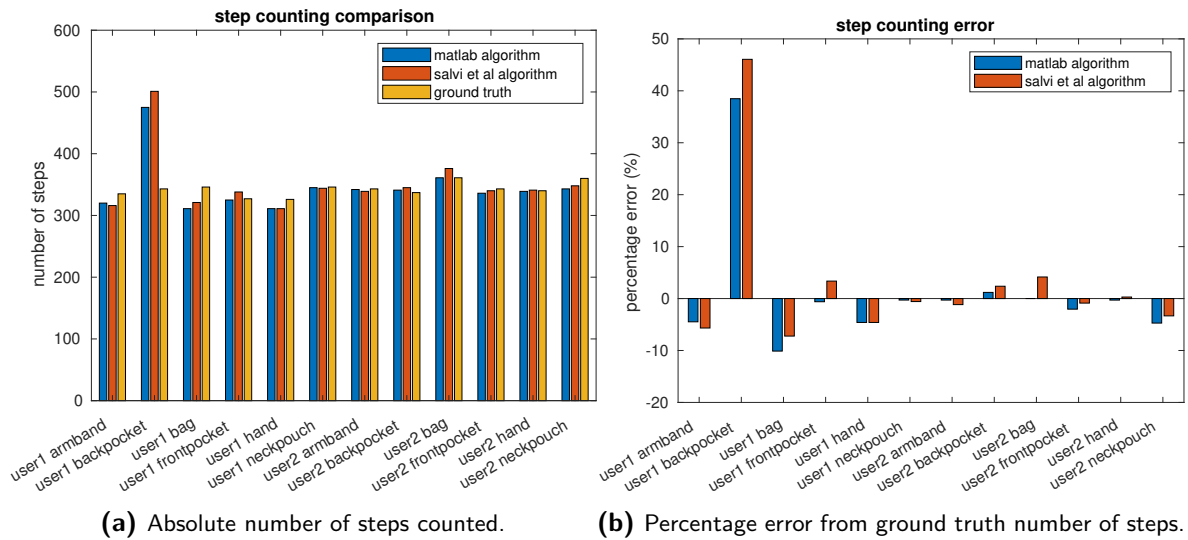 step counting comparison
600
500
400
300
200
100
0
number of steps
matlab algorithm
salvi et al algorithm
ground truth
user1 armband
user1 backpocket
user1 bag
user1 frontpocket
user1 hand
user1 neckpouch
user2 armband
user2 backpocket
user2 bag
user2 frontpocket
user2 hand
user2 neckpouch
(a) Absolute number of steps counted.
step counting error
50
40
30
20
10
0
-10
-20
percentage error (%)
matlab algorithm
salvi et al algorithm
user1 armband
user1 backpocket
user1 bag
user1 frontpocket
user1 hand
user1 neckpouch
user2 armband
user2 backpocket
user2 bag
user2 frontpocket
user2 hand
user2 neckpouch
(b) Percentage error from ground truth number of steps.